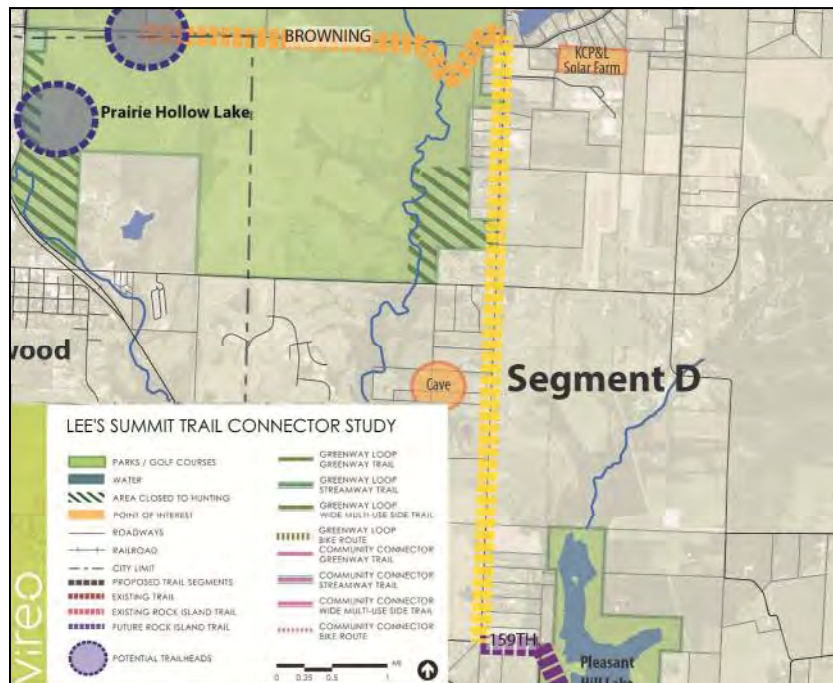 BROWNING
KCP&L
Solar Farm
Prairie Hollow Lake
wood
Cave
Segment D
LEE'S SUMMIT TRAIL CONNECTOR STUDY
PARKS / GOLF COURSES
WATER
AREA CLOSED TO HUNTING
POINT OF INTEREST
ROADWAYS
RAILROAD
CITY LIMIT
PROPOSED TRAIL SEGMENTS
EXISTING TRAIL
EXISTING ROCK ISLAND TRAIL
FUTURE ROCK ISLAND TRAIL
POTENTIAL TRAILHEADS
GREENWAY LOOP
GREENWAY TRAIL
GREENWAY LOOP
STREAMWAY TRAIL
GREENWAY LOOP
WIDE MULTI-USE SIDE TRAIL
GREENWAY LOOP
BIKE ROUTE
COMMUNITY CONNECTOR
GREENWAY TRAIL
COMMUNITY CONNECTOR
STREAMWAY TRAIL
COMMUNITY CONNECTOR
WIDE MULTI-USE SIDE TRAIL
COMMUNITY CONNECTOR
BIKE ROUTE
MI
0 0.25 0.5 1
vireo
159TH
Pleasant
Hill Lake